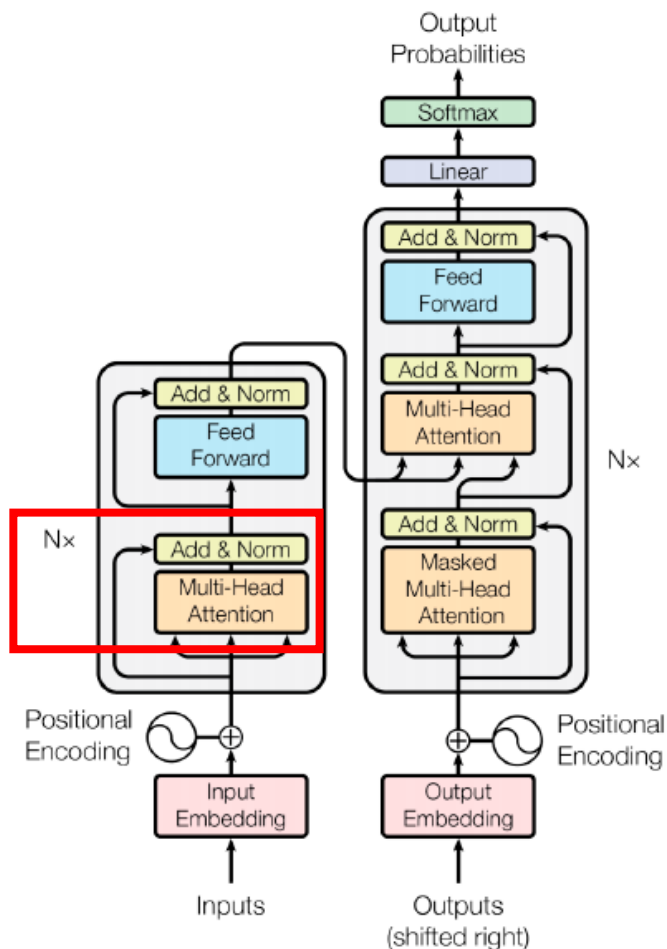 Output
Probabilities
Softmax
Linear
Add & Norm
Feed
Forward
Add & Norm
Multi-Head
Attention
Nx
Add & Norm
Masked
Multi-Head
Attention
Add & Norm
Feed
Forward
Nx
Add & Norm
Multi-Head
Attention
Positional
Encoding
Positional
Encoding
Input
Embedding
Output
Embedding
Inputs
Outputs
(shifted right)